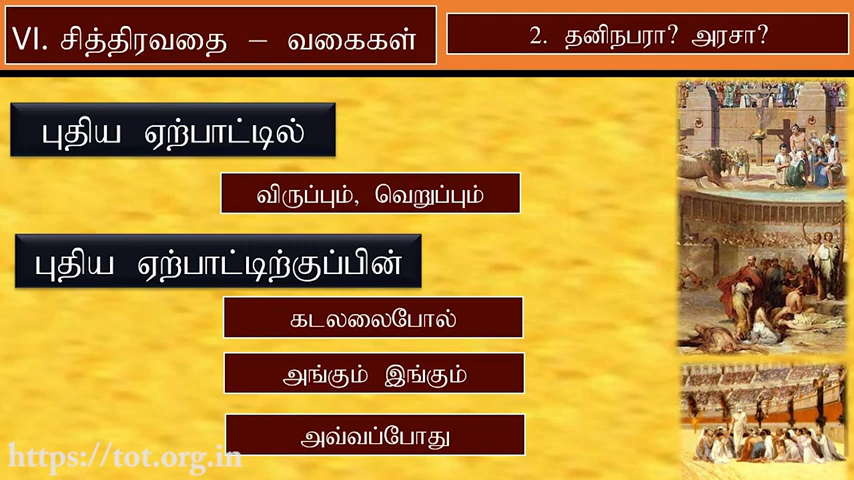 VI. சித்திரவதை – வகைகள்
2. தனிநபரா? அரசா?
புதிய ஏற்பாட்டில்
விருப்பும், வெறுப்பும்
புதிய ஏற்பாட்டிற்குப்பின்
கடலலைபோல்
அங்கும் இங்கும்
அவ்வப்போது
https://tot.org.in